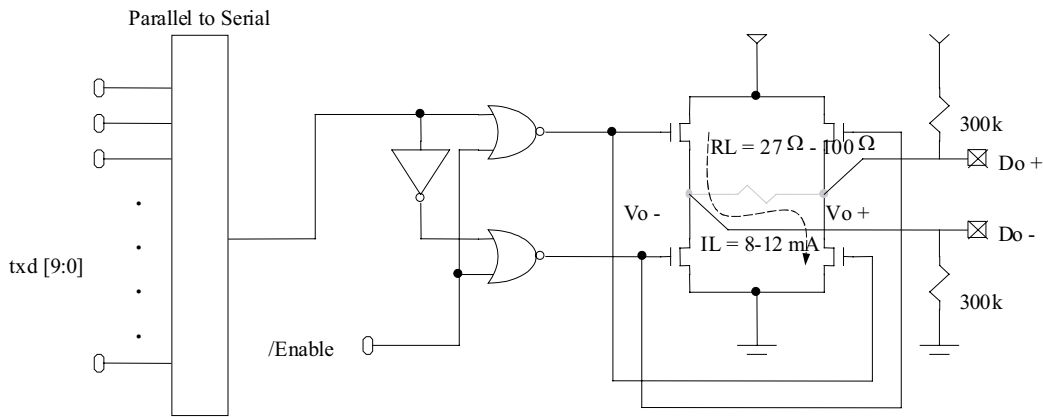 Parallel to Serial
300k
RL = 27 Ω - 100 Ω
Do +
Vo -
Vo +
Do -
IL = 8-12 mA
txd [9:0]
300k
/Enable